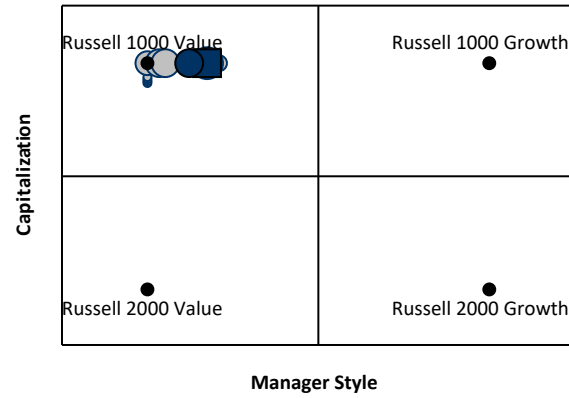 Russell 1000 Value
Russell 1000 Growth
Capitalization
Russell 2000 Value
Russell 2000 Growth
Manager Style